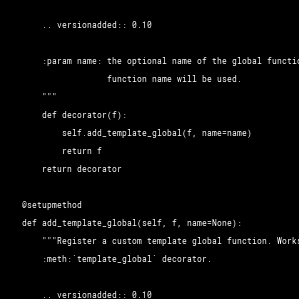 .. versionadded:: 0.10
:param name: the optional name of the global
function name will be used.
"""
def decorator(f):
self.add_template_global(f, name=name)
return f
return decorator
@setupmethod
def add_template_global(self, f, name=None):
"""Register a custom template global function.
:meth:`template_global` decorator.
.. versionadded:: 0.10